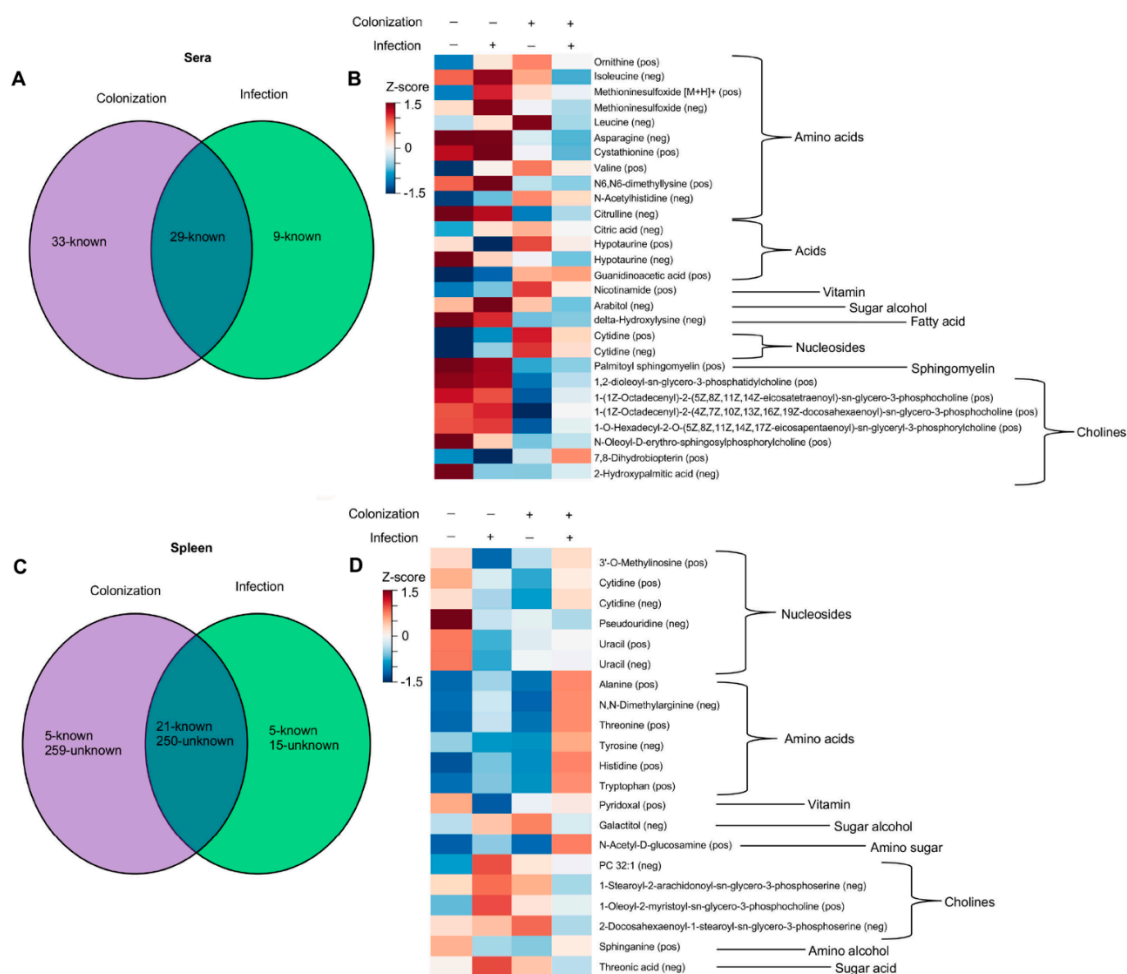 Colonization − − + +
Infection − + − +
A
Sera
Colonization
Infection
33-known
29-known
9-known
B
Z-score
1.5
0
-1.5
Ornithine (pos)
Isoleucine (neg)
Methioninesulfoxide [M+H]+ (pos)
Methioninesulfoxide (neg)
Leucine (neg)
Asparagine (neg)
Cystathionine (pos)
Valine (pos)
N6,N6-dimethyllysine (pos)
N-Acetylhistidine (neg)
Citrulline (neg)
Citric acid (neg)
Hypotaurine (pos)
Hypotaurine (neg)
Guanidinoacetic acid (pos)
Nicotinamide (pos)
Arabitol (neg)
delta-Hydroxylysine (neg)
Cytidine (pos)
Cytidine (neg)
Palmitoyl sphingomyelin (pos)
1,2-dioleoyl-sn-glycero-3-phosphatidylcholine (pos)
1-(1Z-Octadecenyl)-2-(5Z,8Z,11Z,14Z-eicosatetraenoyl)-sn-glycero-3-phosphocholine (pos)
1-(1Z-Octadecenyl)-2-(4Z,7Z,10Z,13Z,16Z,19Z-docosahexaenoyl)-sn-glycero-3-phosphocholine (pos)
1-O-Hexadecyl-2-O-(5Z,8Z,11Z,14Z,17Z-eicosapentaenoyl)-sn-glyceryl-3-phosphorylcholine (pos)
N-Oleoyl-D-erythro-sphingosylphosphorylcholine (pos)
7,8-Dihydrobiopterin (pos)
2-Hydroxypalmitic acid (neg)
Amino acids
Acids
Vitamin
Sugar alcohol
Fatty acid
Nucleosides
Sphingomyelin
Cholines
Colonization − − + +
Infection − + − +
C
Spleen
Colonization
Infection
5-known
259-unknown
21-known
250-unknown
5-known
15-unknown
D
Z-score
1.5
0
-1.5
3'-O-Methylinosine (pos)
Cytidine (pos)
Cytidine (neg)
Pseudouridine (neg)
Uracil (pos)
Uracil (neg)
Alanine (pos)
N,N-Dimethylarginine (neg)
Threonine (pos)
Tyrosine (neg)
Histidine (pos)
Tryptophan (pos)
Pyridoxal (pos)
Galactitol (neg)
N-Acetyl-D-glucosamine (pos)
PC 32:1 (neg)
1-Stearoyl-2-arachidonoyl-sn-glycero-3-phosphoserine (neg)
1-Oleoyl-2-myristoyl-sn-glycero-3-phosphocholine (pos)
2-Docosahexaenoyl-1-stearoyl-sn-glycero-3-phosphoserine (neg)
Sphinganine (pos)
Threonic acid (neg)
Nucleosides
Amino acids
Vitamin
Sugar alcohol
Amino sugar
Cholines
Amino alcohol
Sugar acid